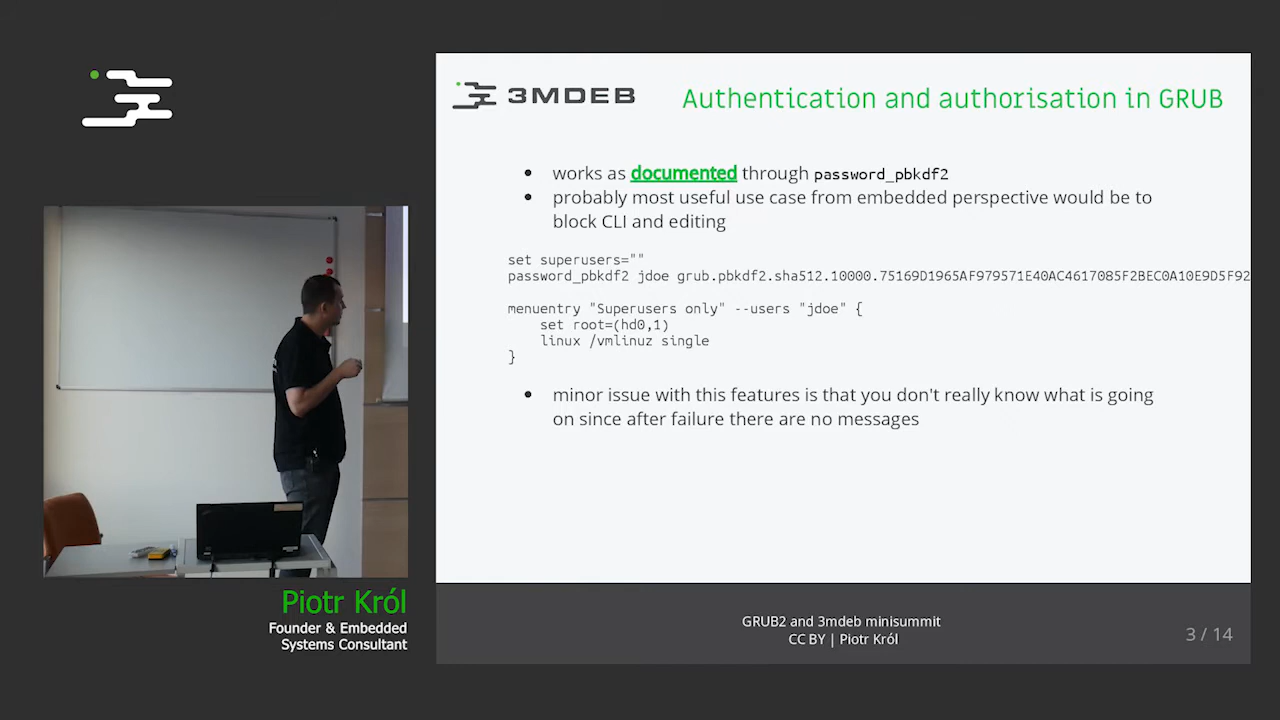 3MDEB
Authentication and authorisation in GRUB
works as documented through password_pbkdf2
probably most useful use case from embedded perspective would be to
block CLI and editing
set superusers=""
password_pbkdf2 jdoe grub.pbkdf2.sha512.10000.75169D1965AF979571E40AC4617085F2BEC0A10E9D5F92
menuentry "Superusers only" --users "jdoe" {
set root=(hd0,1)
linux /vmlinuz single
}
minor issue with this features is that you don't really know what is going
on since after failure there are no messages
Piotr Król
Founder & Embedded
Systems Consultant
GRUB2 and 3mdeb minisummit
CC BY | Piotr Król
3 / 14